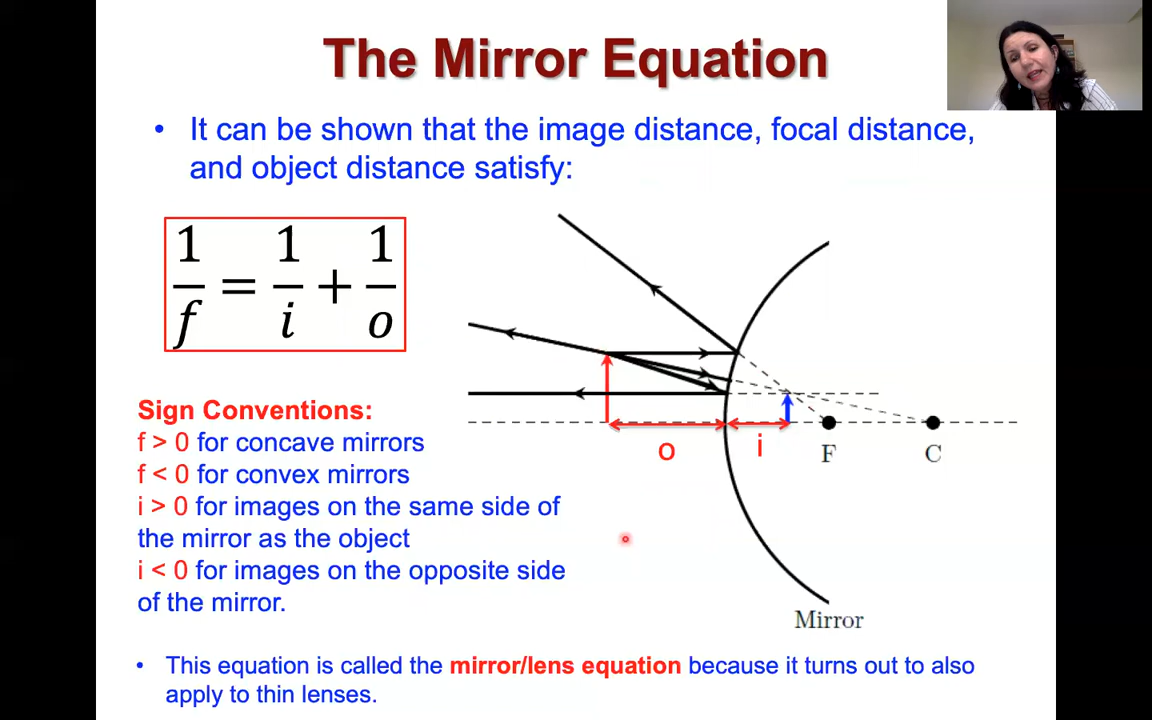 The Mirror Equation
• It can be shown that the image distance, focal distance,
and object distance satisfy:
1/f = 1/i + 1/o
Sign Conventions:
f > 0 for concave mirrors
f < 0 for convex mirrors
i > 0 for images on the same side of
the mirror as the object
i < 0 for images on the opposite side
of the mirror.
o
i
F
C
Mirror
• This equation is called the mirror/lens equation because it turns out to also
apply to thin lenses.